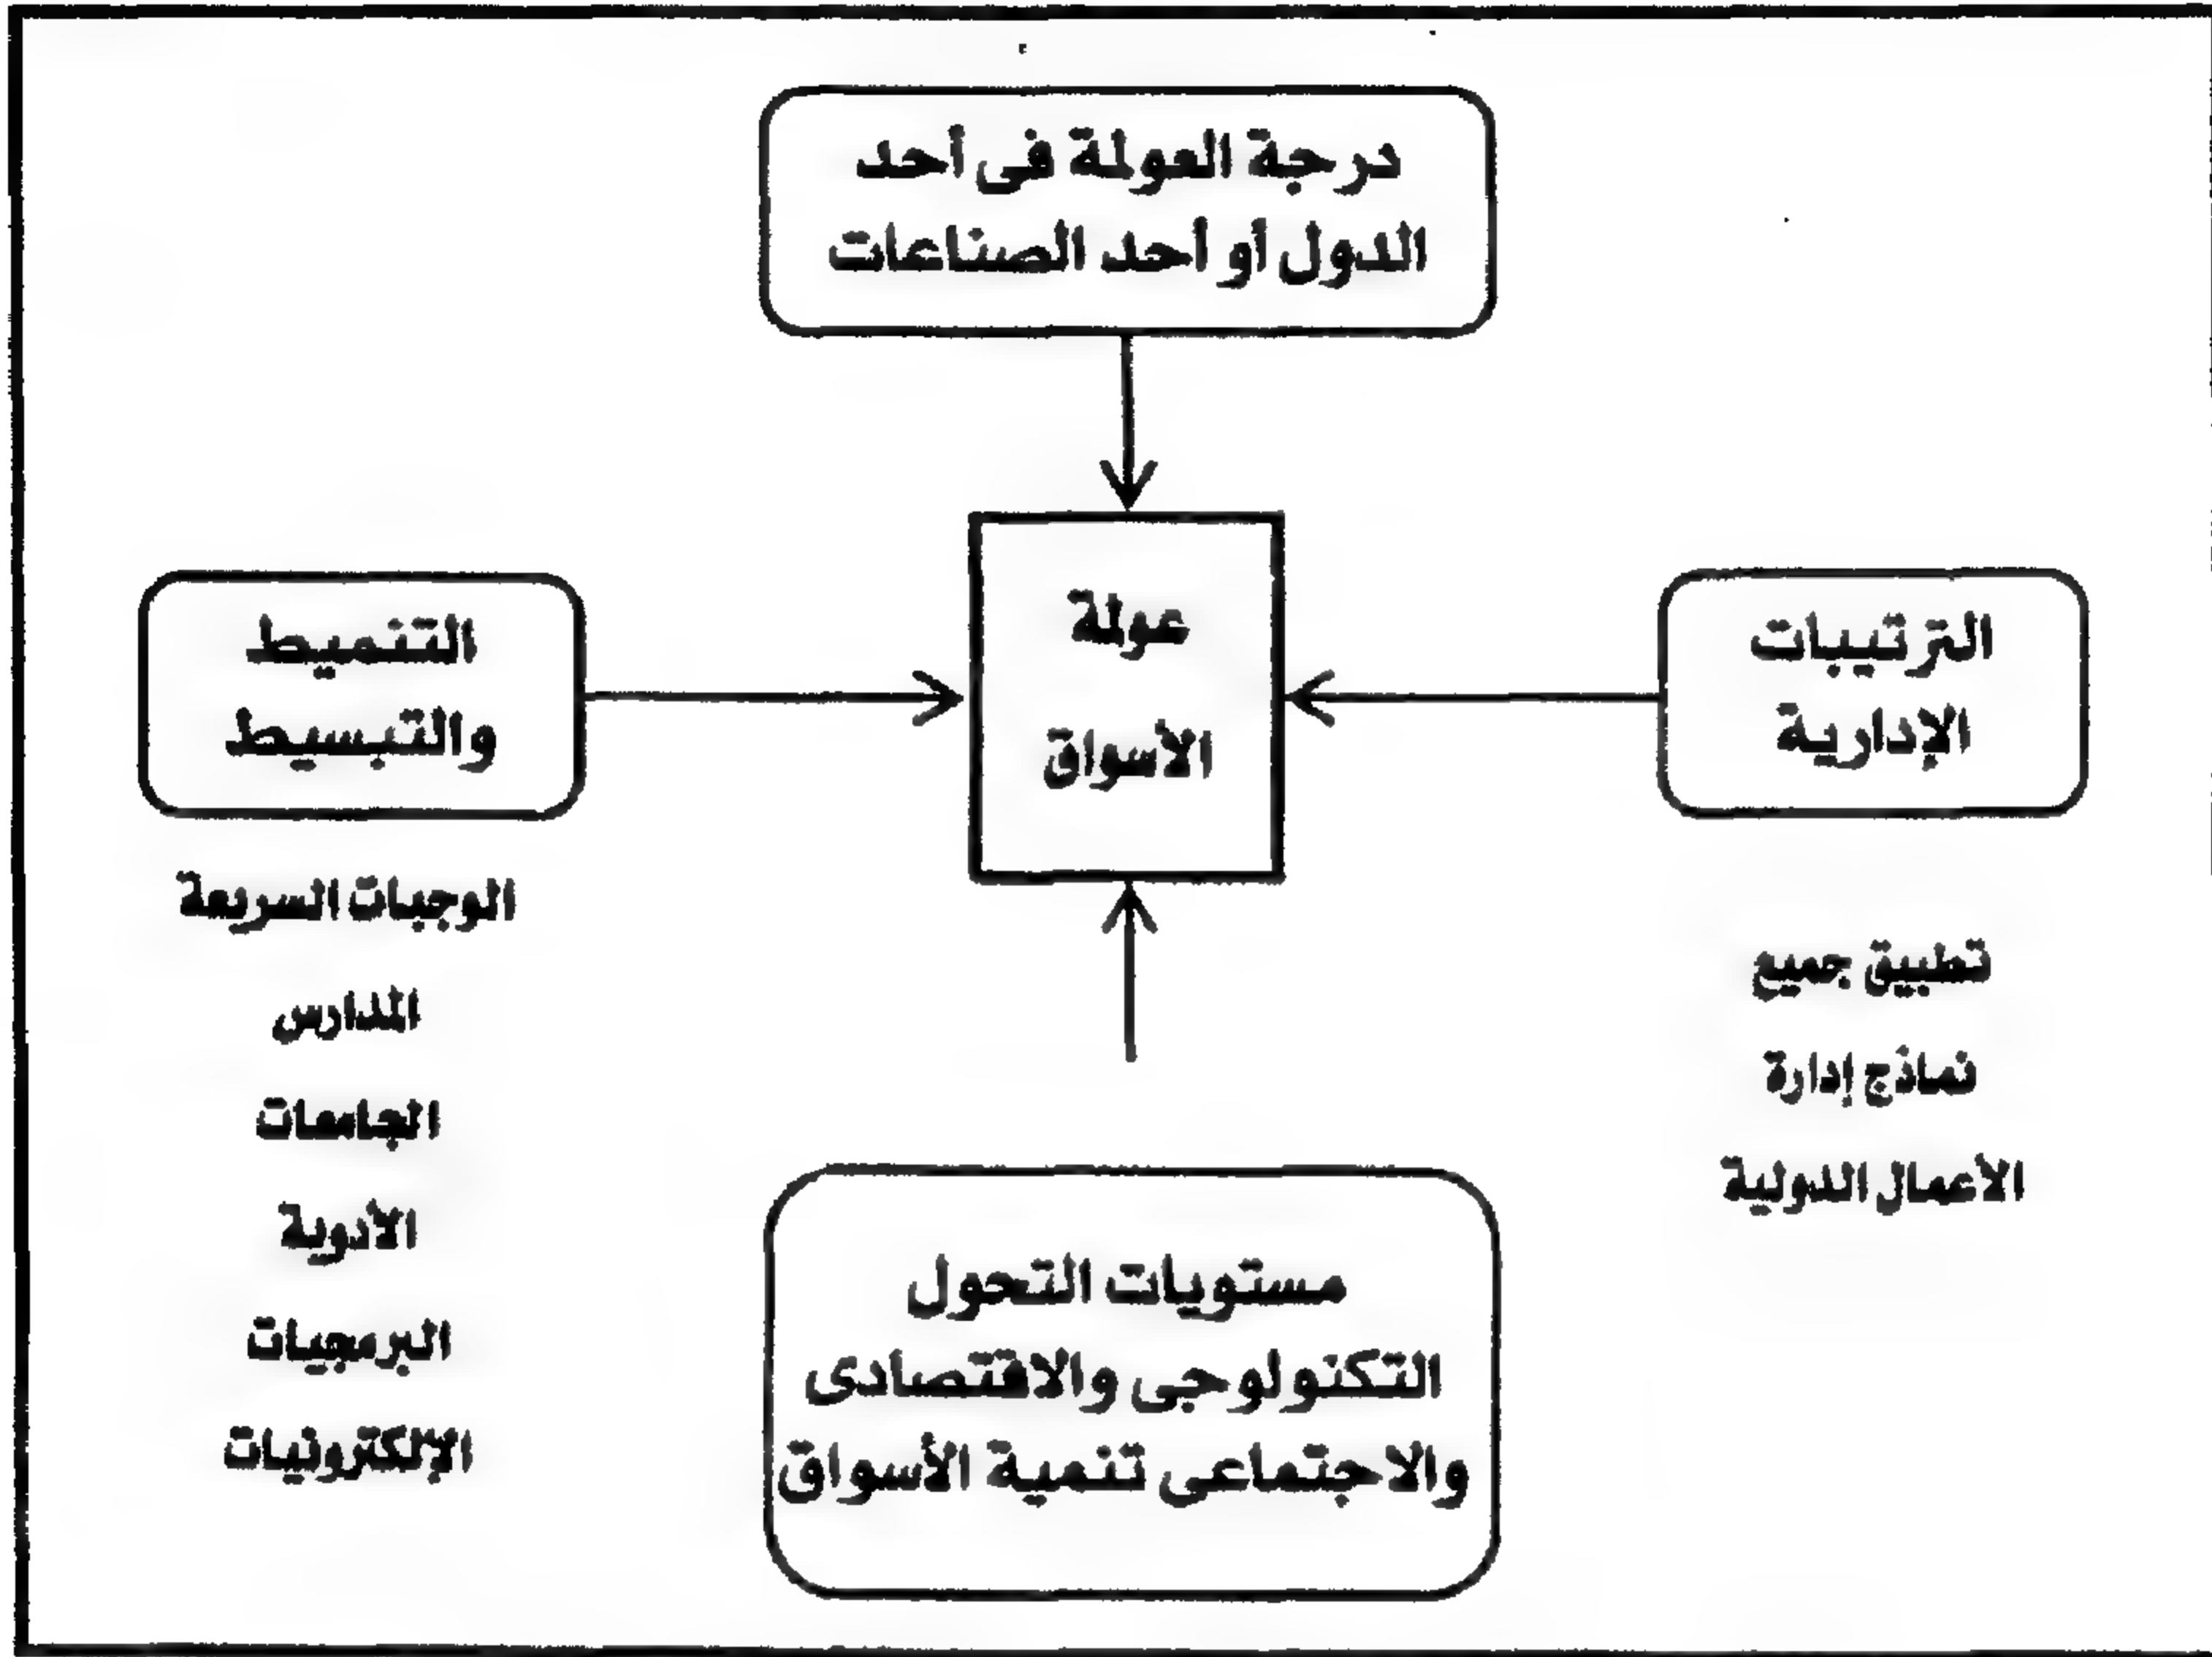 درجة العولمة فى أحد
الدول أو أحد الصناعات
عولمة
الأسواق
الترتيبات
الإدارية
تطبيق جميع
نماذج إدارة
الأعمال الدولية
التنميط
والتبسيط
الوجبات السريعة
المدارس
الجامعات
الأدوية
البرمجيات
الإلكترونيات
مستويات التحول
التكنولوجى والاقتصادى
والاجتماعى تنمية الأسواق